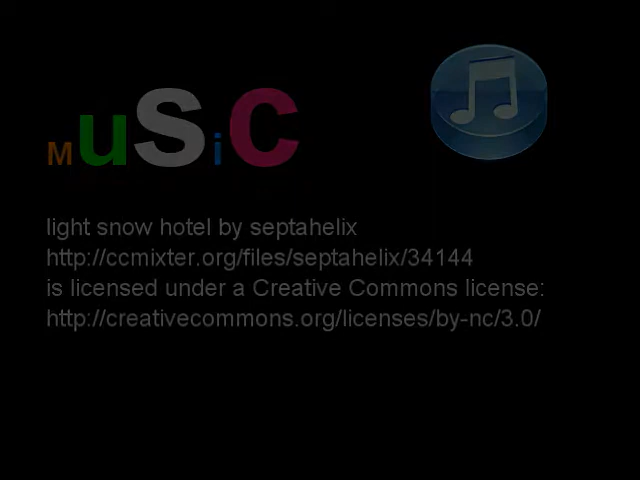 MuSiC
light snow hotel by septahelix
http://ccmixter.org/files/septahelix/34144
is licensed under a Creative Commons license:
http://creativecommons.org/licenses/by-nc/3.0/